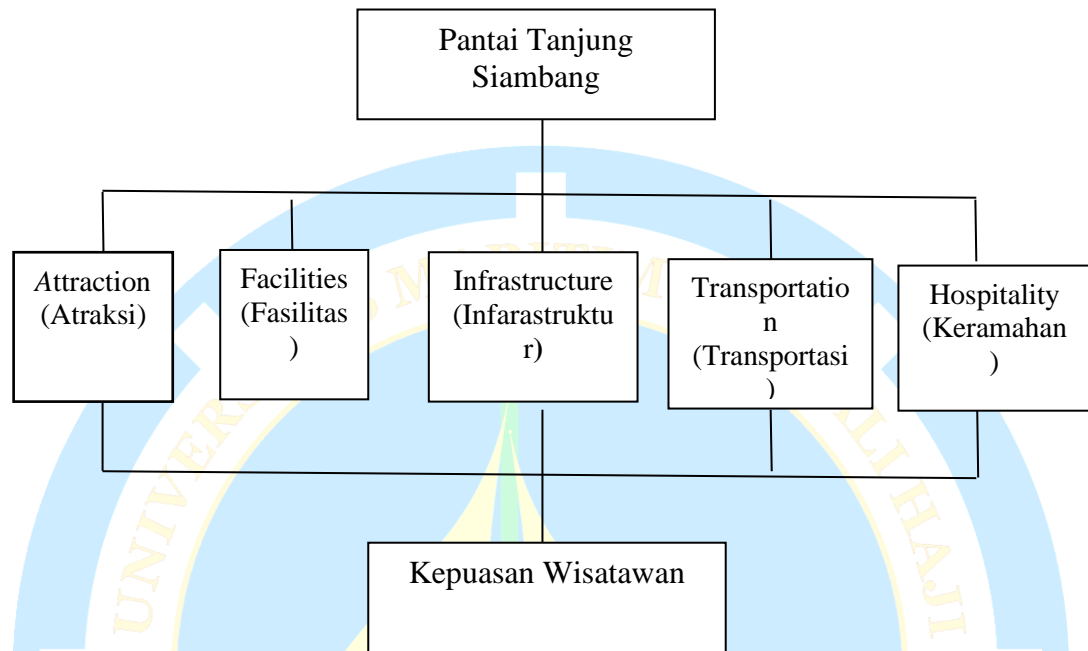 Pantai Tanjung
Siambang
Attraction
(Atraksi)
Facilities
(Fasilitas
)
Infrastructure
(Infarastruktu
r)
Transportatio
n
(Transportasi
)
Hospitality
(Keramahan
)
Kepuasan Wisatawan